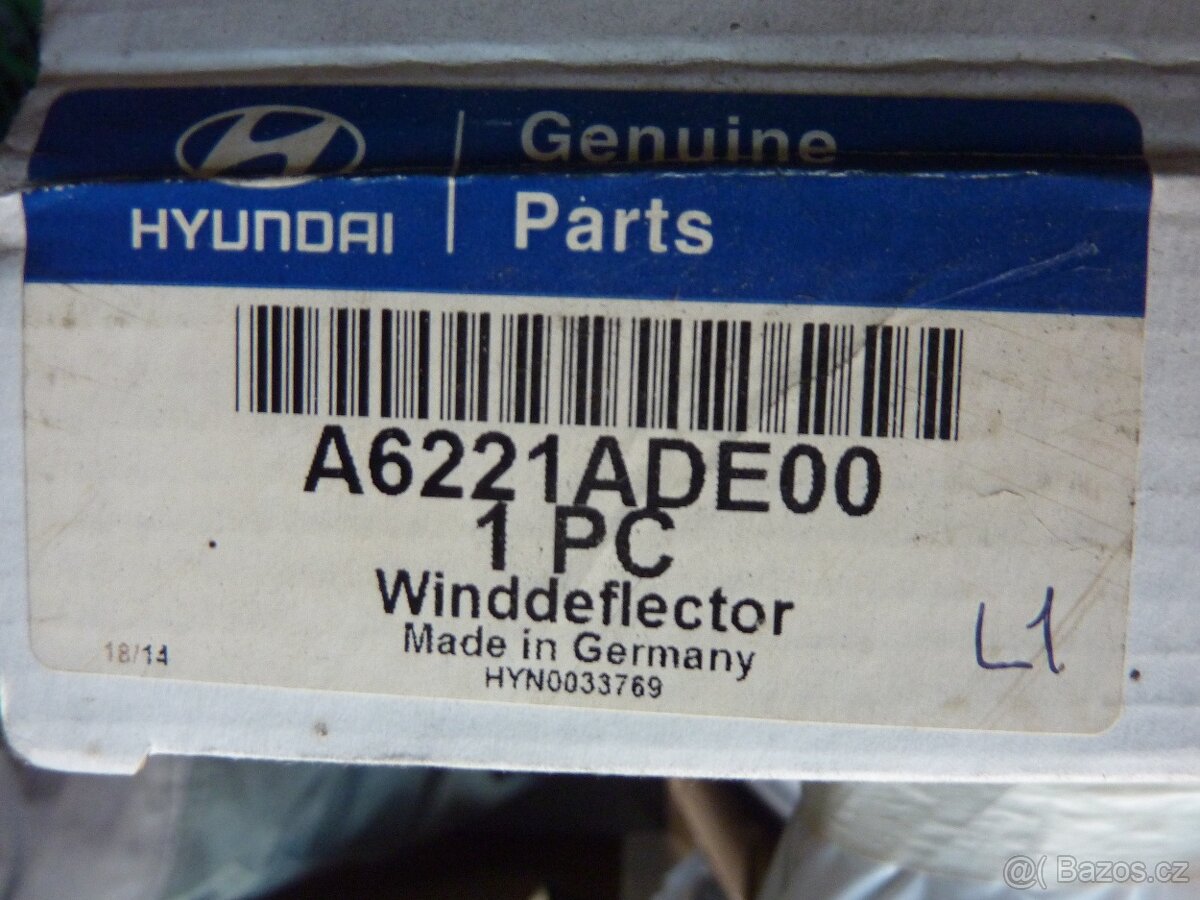 Genuine
HYUNDAI
Parts
A6221ADE00
1 PC
Winddeflector
Made in Germany
18/14
HYN0033769
L1
@( Bazos.cz